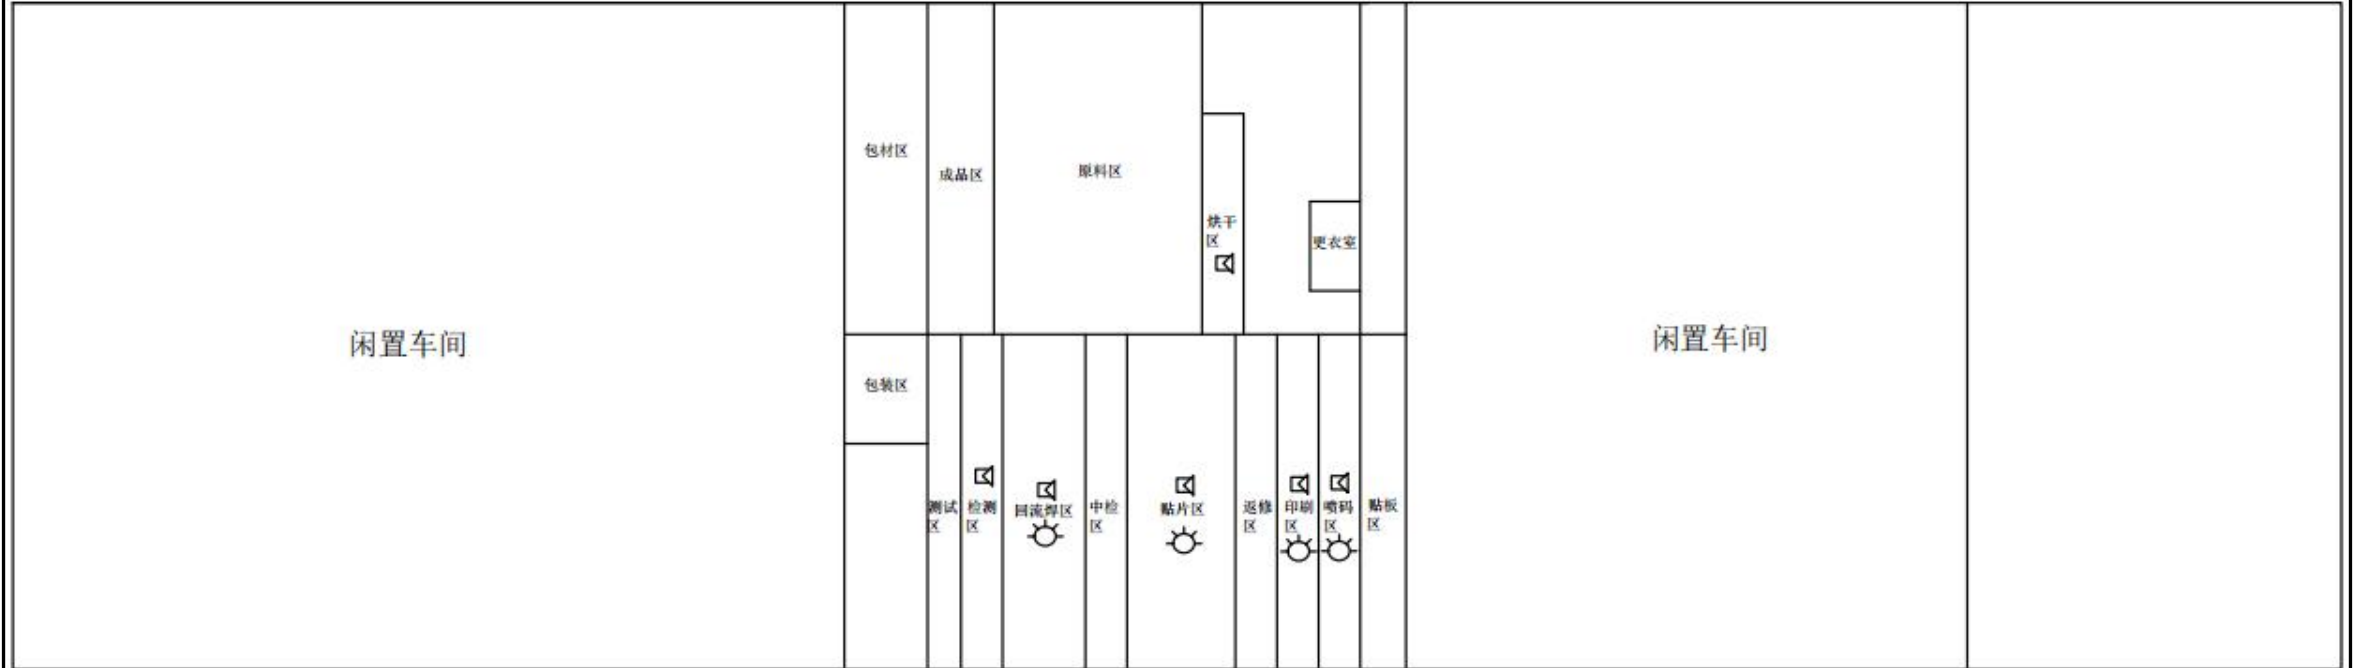 包材区
成品区
原料区
烘干
区
更衣室
闲置车间
闲置车间
包装区
测试
区
检测
区
回流焊区
中检
区
贴片区
返修
区
印刷
区
喷码
区
贴板
区